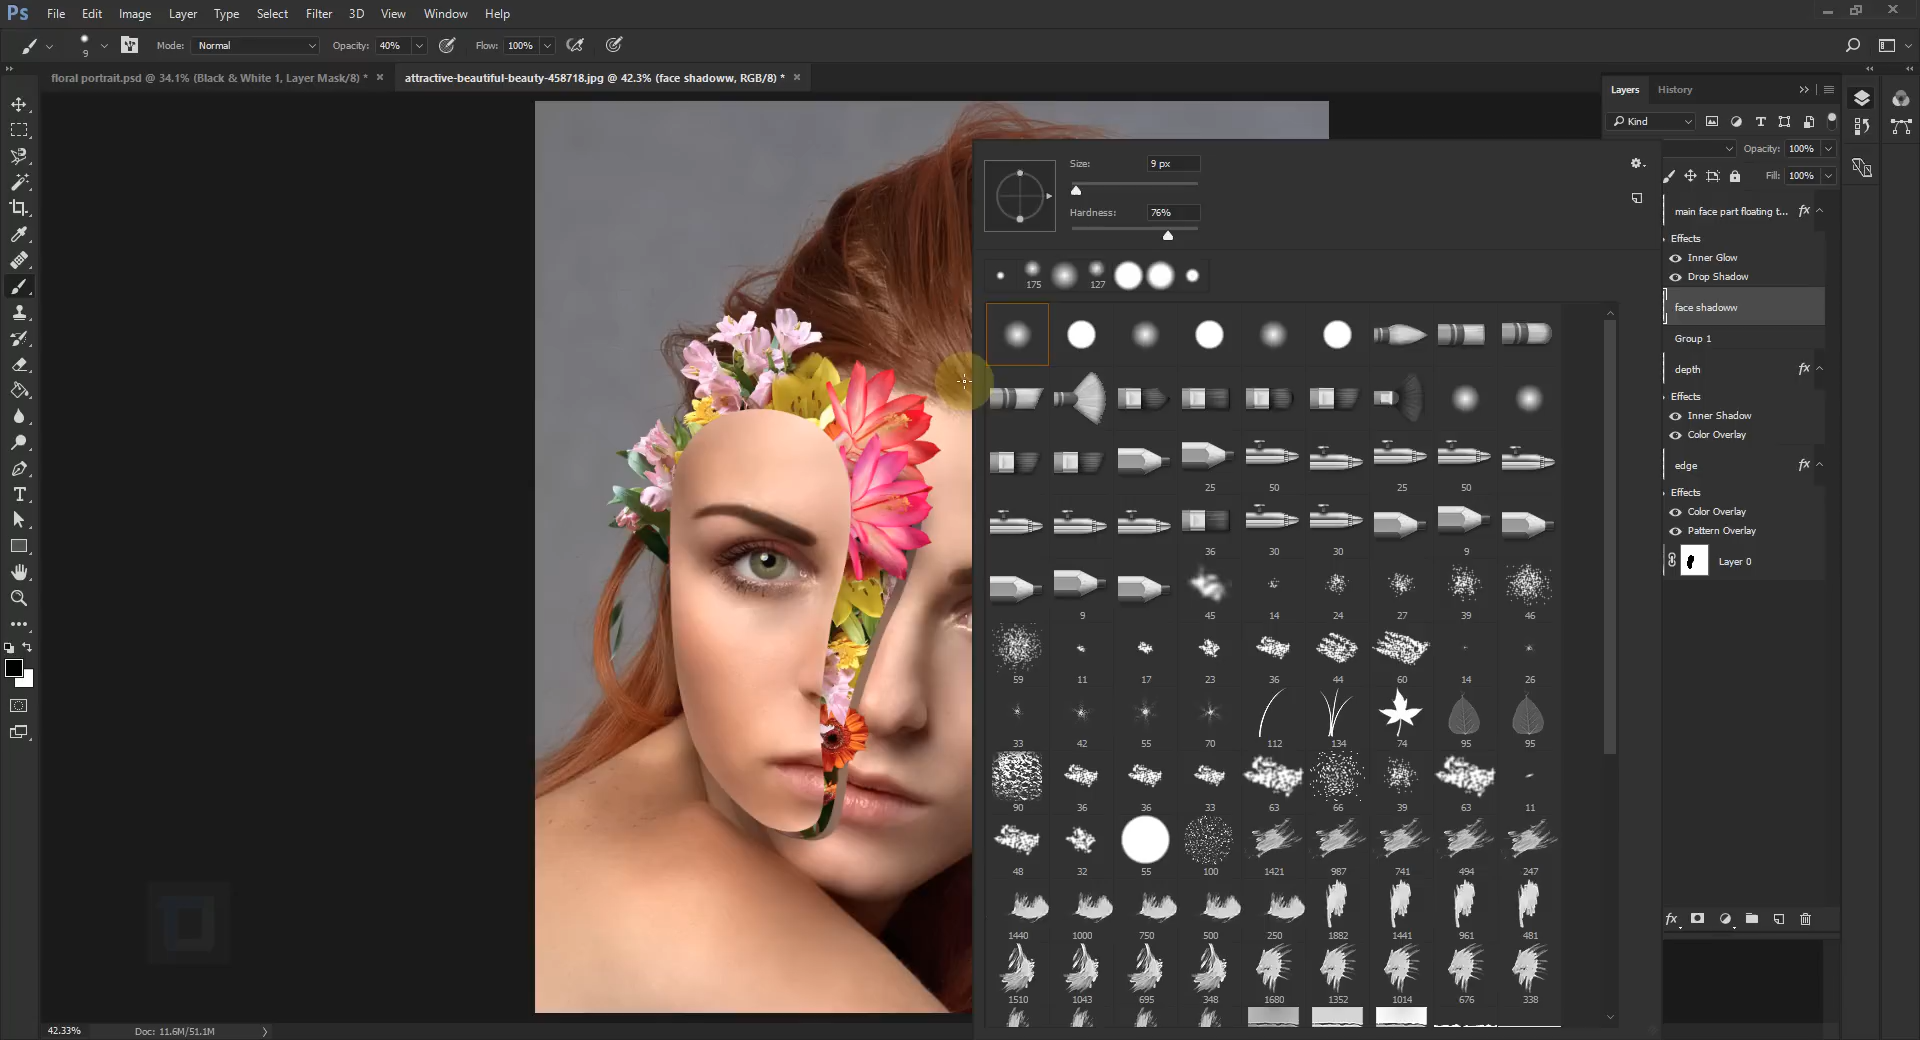 Ps File Edit Image Layer Type Select Filter 3D View Window Help
9 Mode: Normal Opacity: 40% Flow: 100%
floral portrait.psd @ 34.1% (Black & White 1, Layer Mask/8) * × attractive-beautiful-beauty-458718.jpg @ 42.3% (face shadoww, RGB/8) * ×
Layers History
Kind
Opacity: 100%
Fill: 100%
main face part floating t... fx
Effects
Inner Glow
Drop Shadow
face shadoww
Group 1
depth fx
Effects
Inner Shadow
Color Overlay
edge fx
Effects
Color Overlay
Pattern Overlay
Layer 0
fx
Size: 9 px
Hardness: 76%
175 127
25 50 25 50
36 30 30 9
9 45 14 24 27 39 46
59 11 17 23 36 44 60 14 26
33 42 55 70 112 134 74 95 95
90 36 36 33 63 66 39 63 11
48 32 55 100 1421 987 741 494 247
1440 1000 750 500 250 1882 1441 961 481
1510 1043 695 348 1680 1352 1014 676 338
42.33% Doc: 11.6M/51.1M